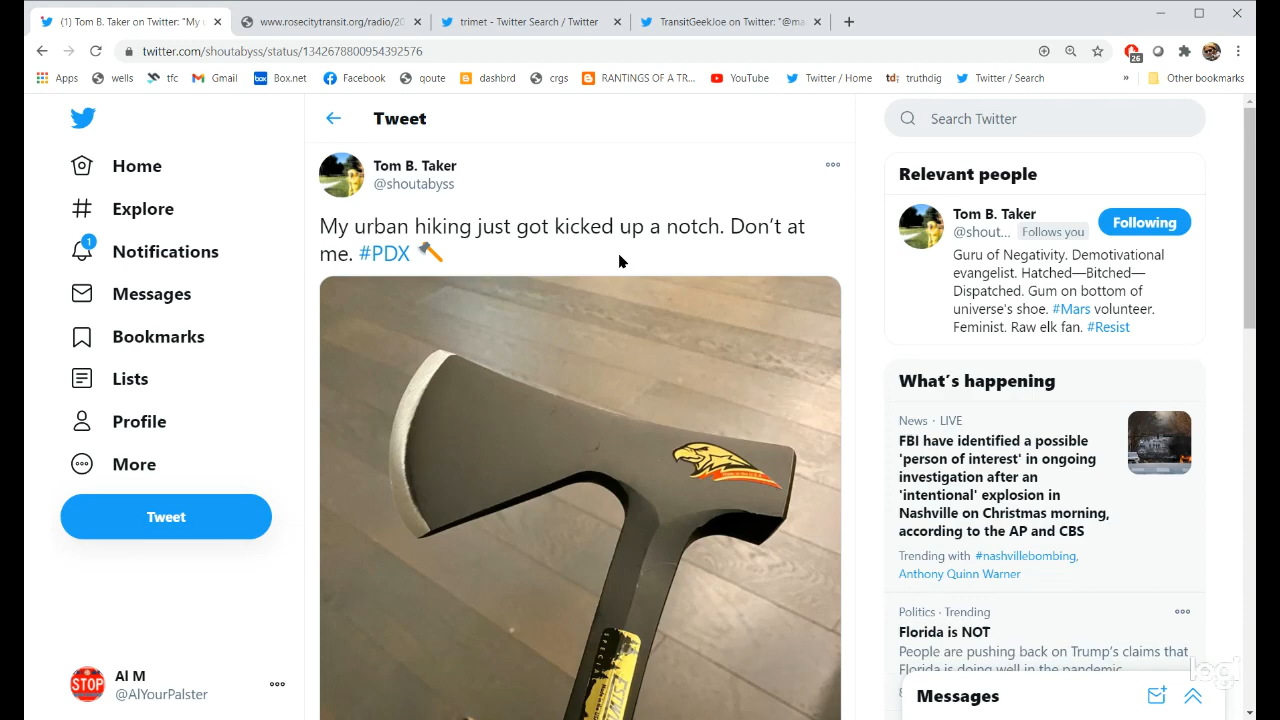 (1) Tom B. Taker on Twitter: "My u
www.rosecitytransit.org/radio/20
trimet - Twitter Search / Twitter
TransitGeekJoe on Twitter: "@ma
twitter.com/shoutabyss/status/1342678800954392576
26
Apps
wells
tfc
Gmail
Box.net
Facebook
qoute
dashbrd
crgs
RANTINGS OF A TR...
YouTube
Twitter / Home
truthdig
Twitter / Search
»
Other bookmarks
Home
Explore
1
Notifications
Messages
Bookmarks
Lists
Profile
More
Tweet
STOP
Al M
@AlYourPalster
Tweet
Tom B. Taker
@shoutabyss
My urban hiking just got kicked up a notch. Don’t at
me. #PDX 🪓
SPECIAL
ESTWING
Search Twitter
Relevant people
Tom B. Taker
@shout... Follows you
Following
Guru of Negativity. Demotivational
evangelist. Hatched—Bitched—
Dispatched. Gum on bottom of
universe's shoe. #Mars volunteer.
Feminist. Raw elk fan. #Resist
What’s happening
News · LIVE
FBI have identified a possible
'person of interest' in ongoing
investigation after an
'intentional' explosion in
Nashville on Christmas morning,
according to the AP and CBS
Trending with #nashvillebombing,
Anthony Quinn Warner
Politics · Trending
Florida is NOT
People are pushing back on Trump’s claims that
Florida is doing well in the pandemic
Messages